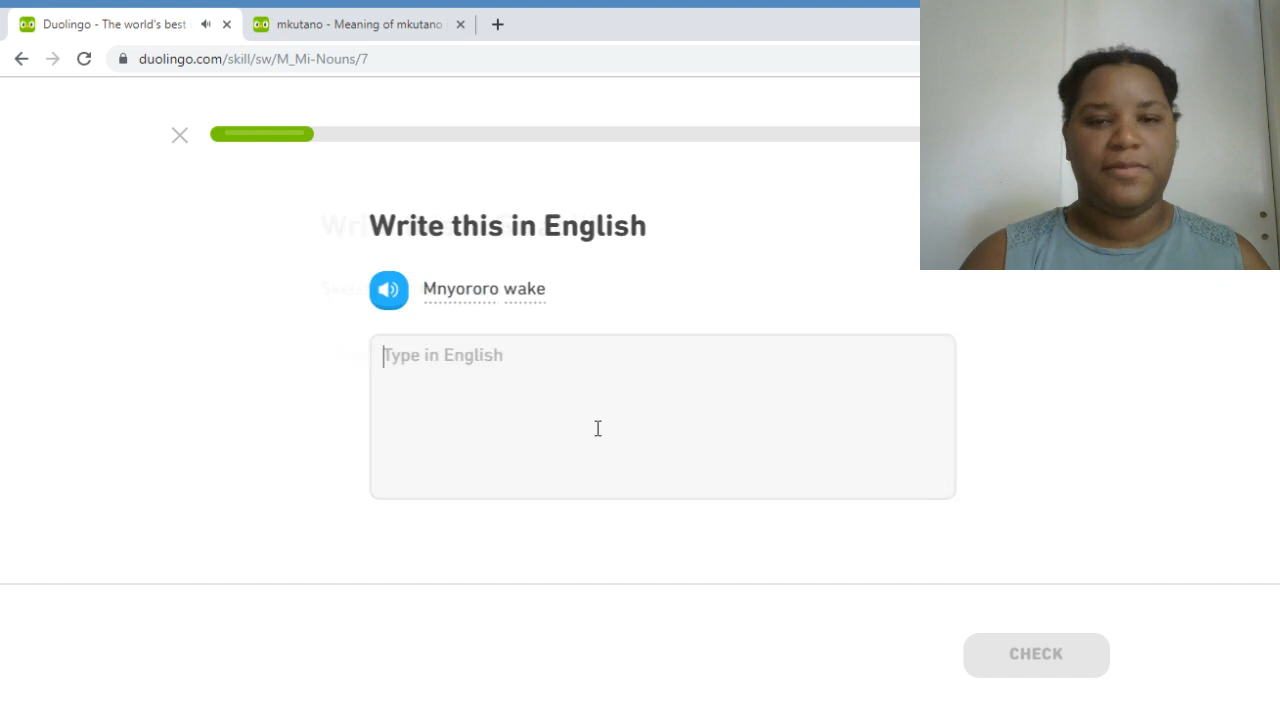 Duolingo - The world's best
mkutano - Meaning of mkutano
duolingo.com/skill/sw/M_Mi-Nouns/7
Write this in English
Mnyororo wake
Type in English
CHECK